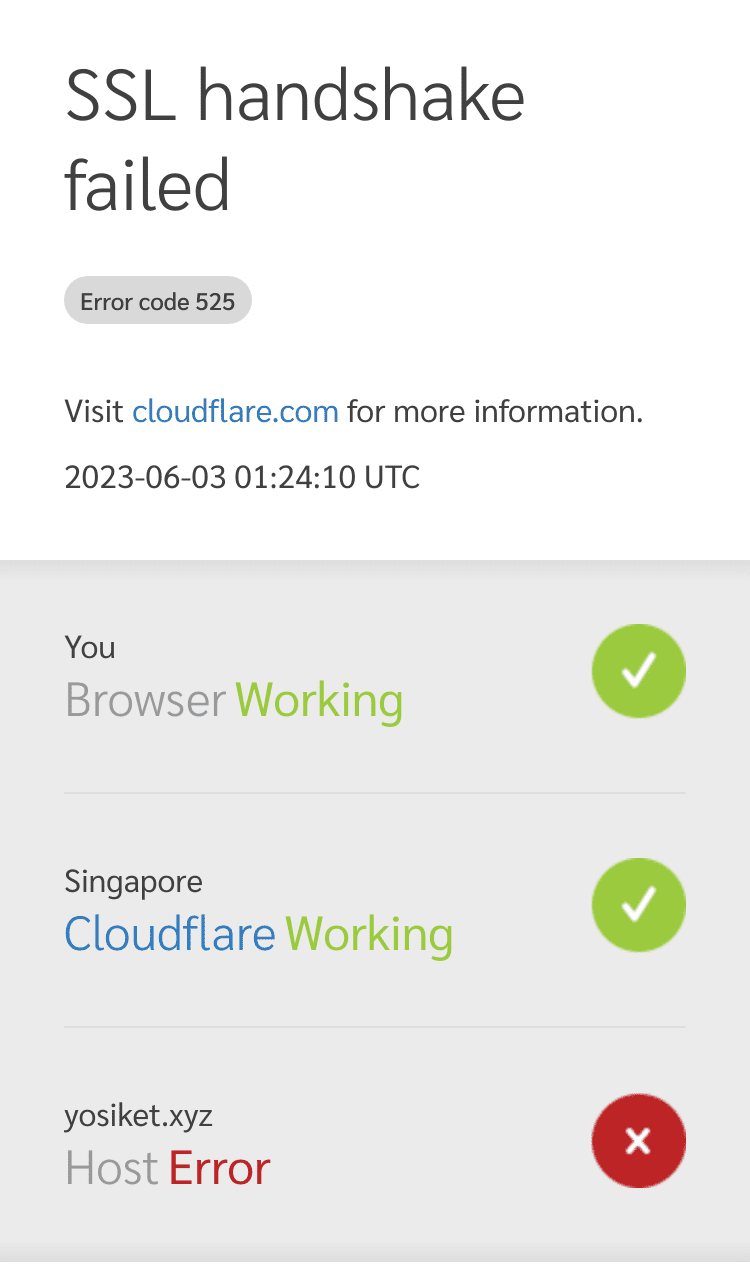 SSL handshake
failed
Error code 525
Visit cloudflare.com for more information.
2023-06-03 01:24:10 UTC
You
Browser Working
Singapore
Cloudflare Working
yosiket.xyz
Host Error